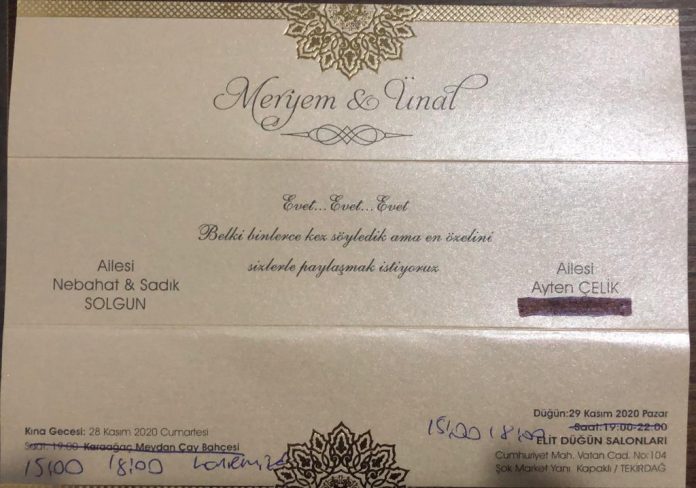 Meryem & Ünal
Evet...Evet...Evet
Belki binlerce kez söyledik ama en özelini
sizlerle paylaşmak istiyoruz
Ailesi
Nebahat & Sadık
SOLGUN
Ailesi
Ayten ÇELİK
Kına Gecesi: 28 Kasım 2020 Cumartesi
Saat: 19:00 Karaağaç Meydan Çay Bahçesi
15:00 18:00
Düğün:29 Kasım 2020 Pazar
Saat: 19:00-22:00
15:00 18:00
ELİT DÜĞÜN SALONLARI
Cumhuriyet Mah. Vatan Cad. No:104
Şok Market Yanı Kapaklı / TEKİRDAĞ